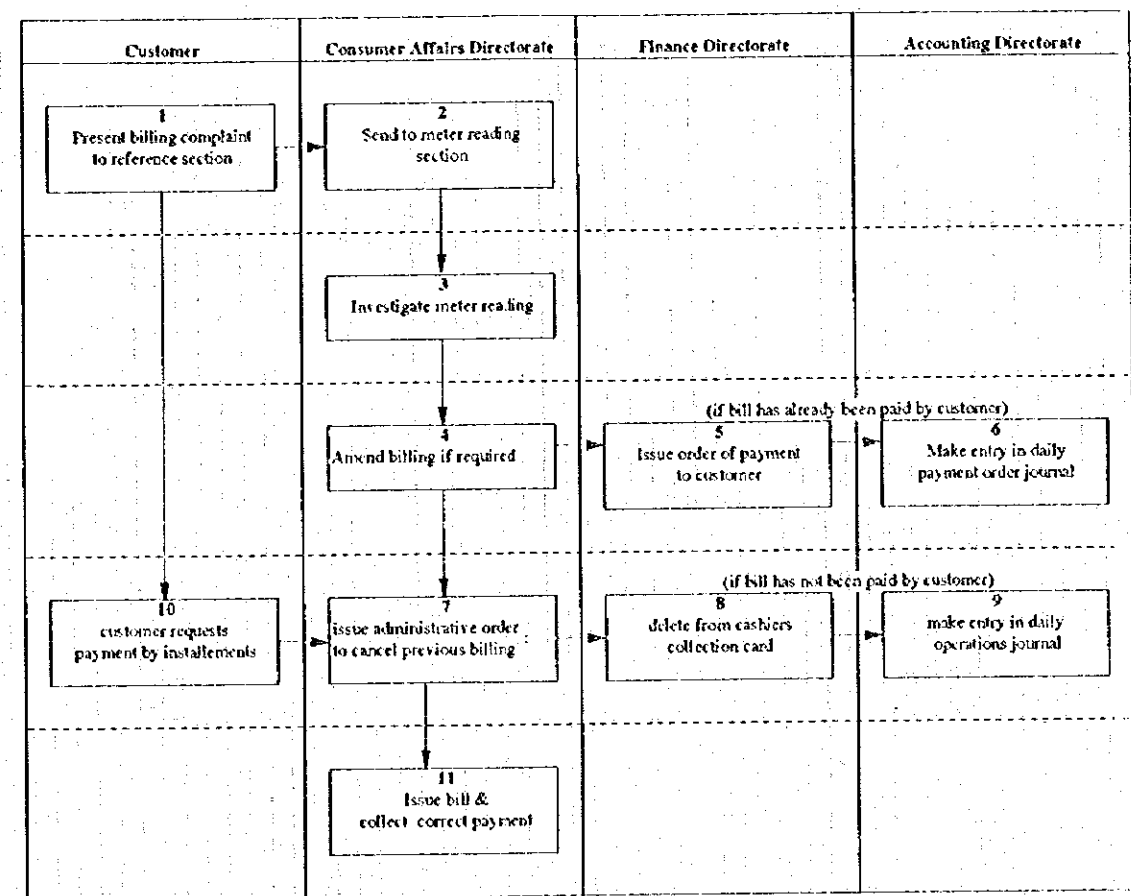 Customer
Consumer Affairs Directorate
Finance Directorate
Accounting Directorate
1
Present billing complaint
to reference section
2
Send to meter reading
section
3
Investigate meter reading
(if bill has already been paid by customer)
4
Amend billing if required
5
Issue order of payment
to customer
6
Make entry in daily
payment order journal
(if bill has not been paid by customer)
10
customer requests
payment by installements
7
issue administrative order
to cancel previous billing
8
delete from cashiers
collection card
9
make entry in daily
operations journal
11
Issue bill &
collect correct payment